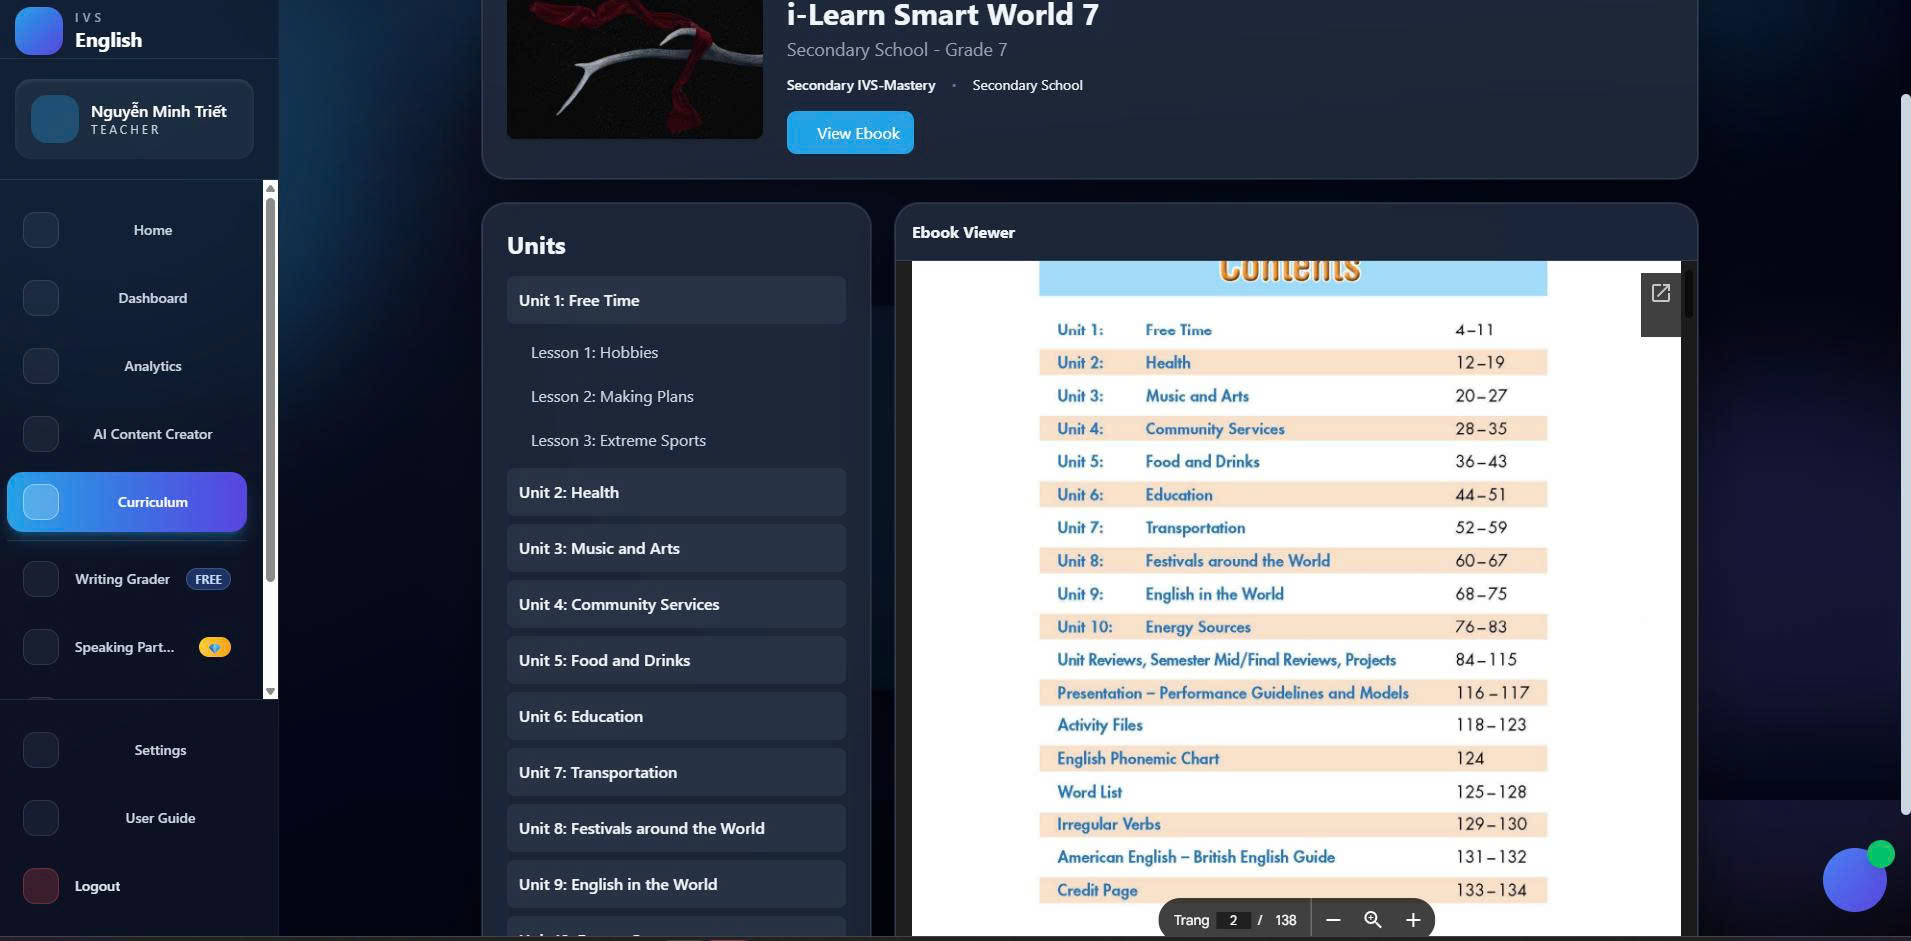 IVS
English
Nguyễn Minh Triết
TEACHER
Home
Dashboard
Analytics
AI Content Creator
Curriculum
Writing Grader FREE
Speaking Part...
Settings
User Guide
Logout
i-Learn Smart World 7
Secondary School - Grade 7
Secondary IVS-Mastery • Secondary School
View Ebook
Units
Unit 1: Free Time
Lesson 1: Hobbies
Lesson 2: Making Plans
Lesson 3: Extreme Sports
Unit 2: Health
Unit 3: Music and Arts
Unit 4: Community Services
Unit 5: Food and Drinks
Unit 6: Education
Unit 7: Transportation
Unit 8: Festivals around the World
Unit 9: English in the World
Ebook Viewer
Contents
Unit 1: Free Time 4–11
Unit 2: Health 12–19
Unit 3: Music and Arts 20–27
Unit 4: Community Services 28–35
Unit 5: Food and Drinks 36–43
Unit 6: Education 44–51
Unit 7: Transportation 52–59
Unit 8: Festivals around the World 60–67
Unit 9: English in the World 68–75
Unit 10: Energy Sources 76–83
Unit Reviews, Semester Mid/Final Reviews, Projects 84–115
Presentation – Performance Guidelines and Models 116–117
Activity Files 118–123
English Phonemic Chart 124
Word List 125–128
Irregular Verbs 129–130
American English – British English Guide 131–132
Credit Page 133–134
Trang 2 / 138